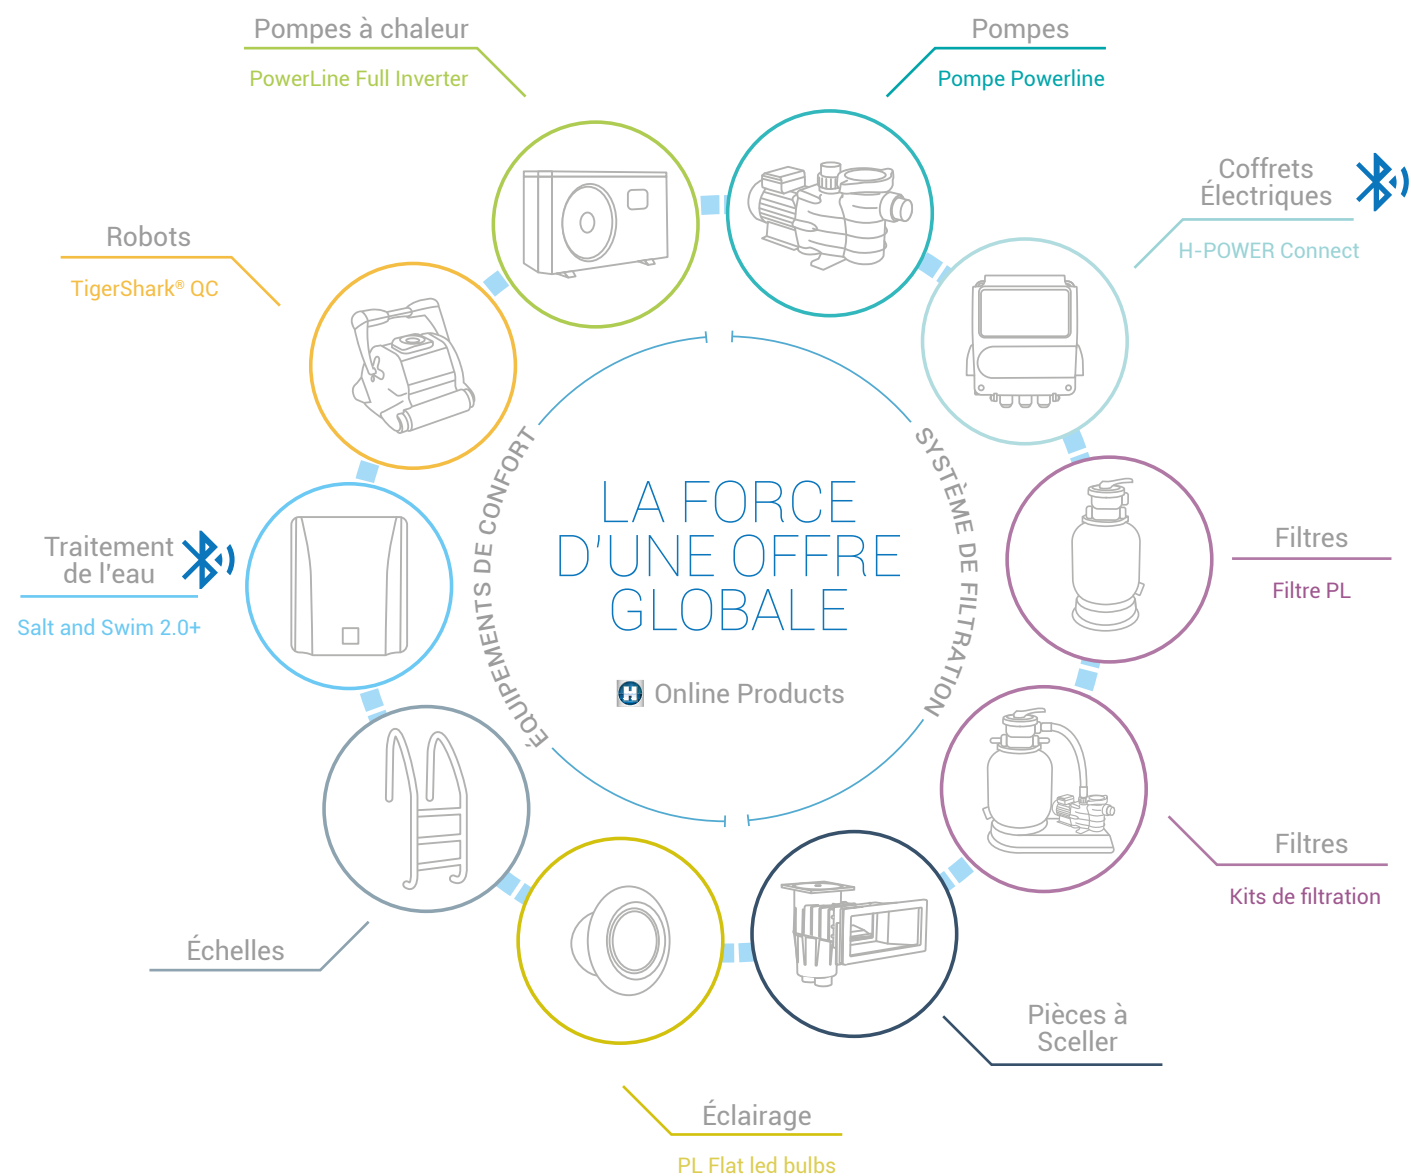 Pompes à chaleur
PowerLine Full Inverter
Pompes
Pompe Powerline
Coffrets
Électriques
H-POWER Connect
Robots
TigerShark® QC
Traitement
de l'eau
Salt and Swim 2.0+
ÉQUIPEMENTS DE CONFORT
LA FORCE
D'UNE OFFRE
GLOBALE
H Online Products
SYSTÈME DE FILTRATION
Filtres
Filtre PL
Filtres
Kits de filtration
Échelles
Pièces à
Sceller
Éclairage
PL Flat led bulbs